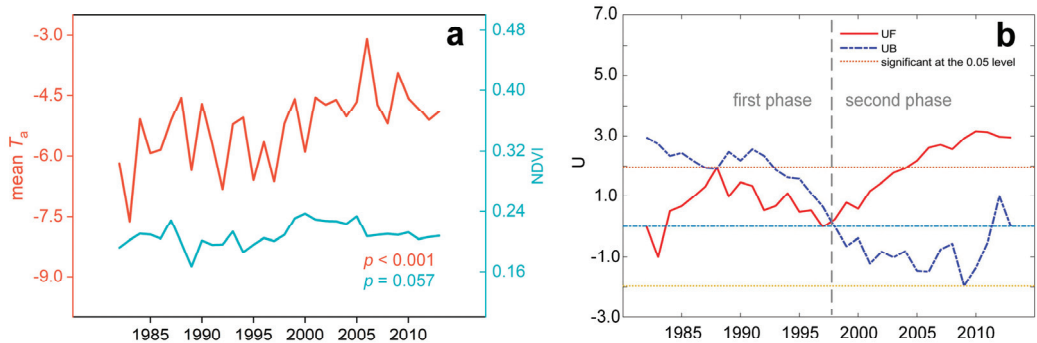 a
-3.0
-4.5
-6.0
-7.5
-9.0
mean Ta
0.48
0.40
0.32
0.24
0.16
NDVI
p < 0.001
p = 0.057
1985 1990 1995 2000 2005 2010
b
7.0
5.0
3.0
1.0
-1.0
-3.0
U
UF
UB
significant at the 0.05 level
first phase
second phase
1985 1990 1995 2000 2005 2010